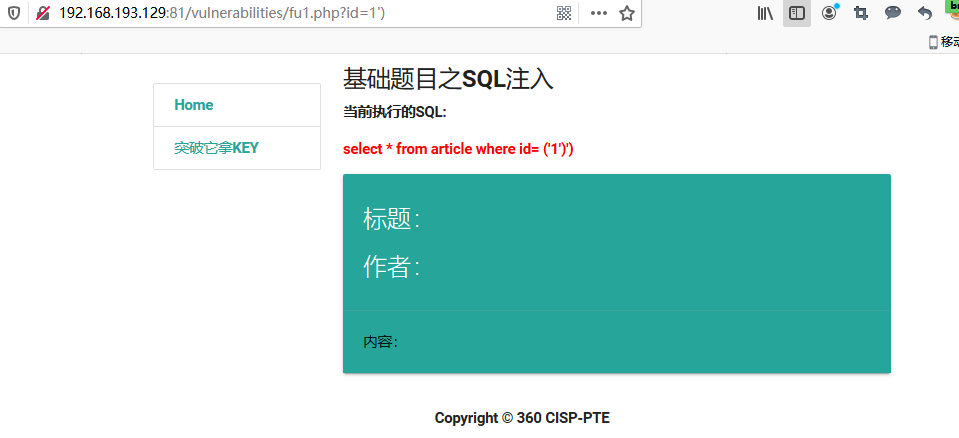 192.168.193.129:81/vulnerabilities/fu1.php?id=1')
Home
突破它拿KEY
基础题目之SQL注入
当前执行的SQL:
select * from article where id= ('1')')
标题：
作者：
内容：
Copyright © 360 CISP-PTE